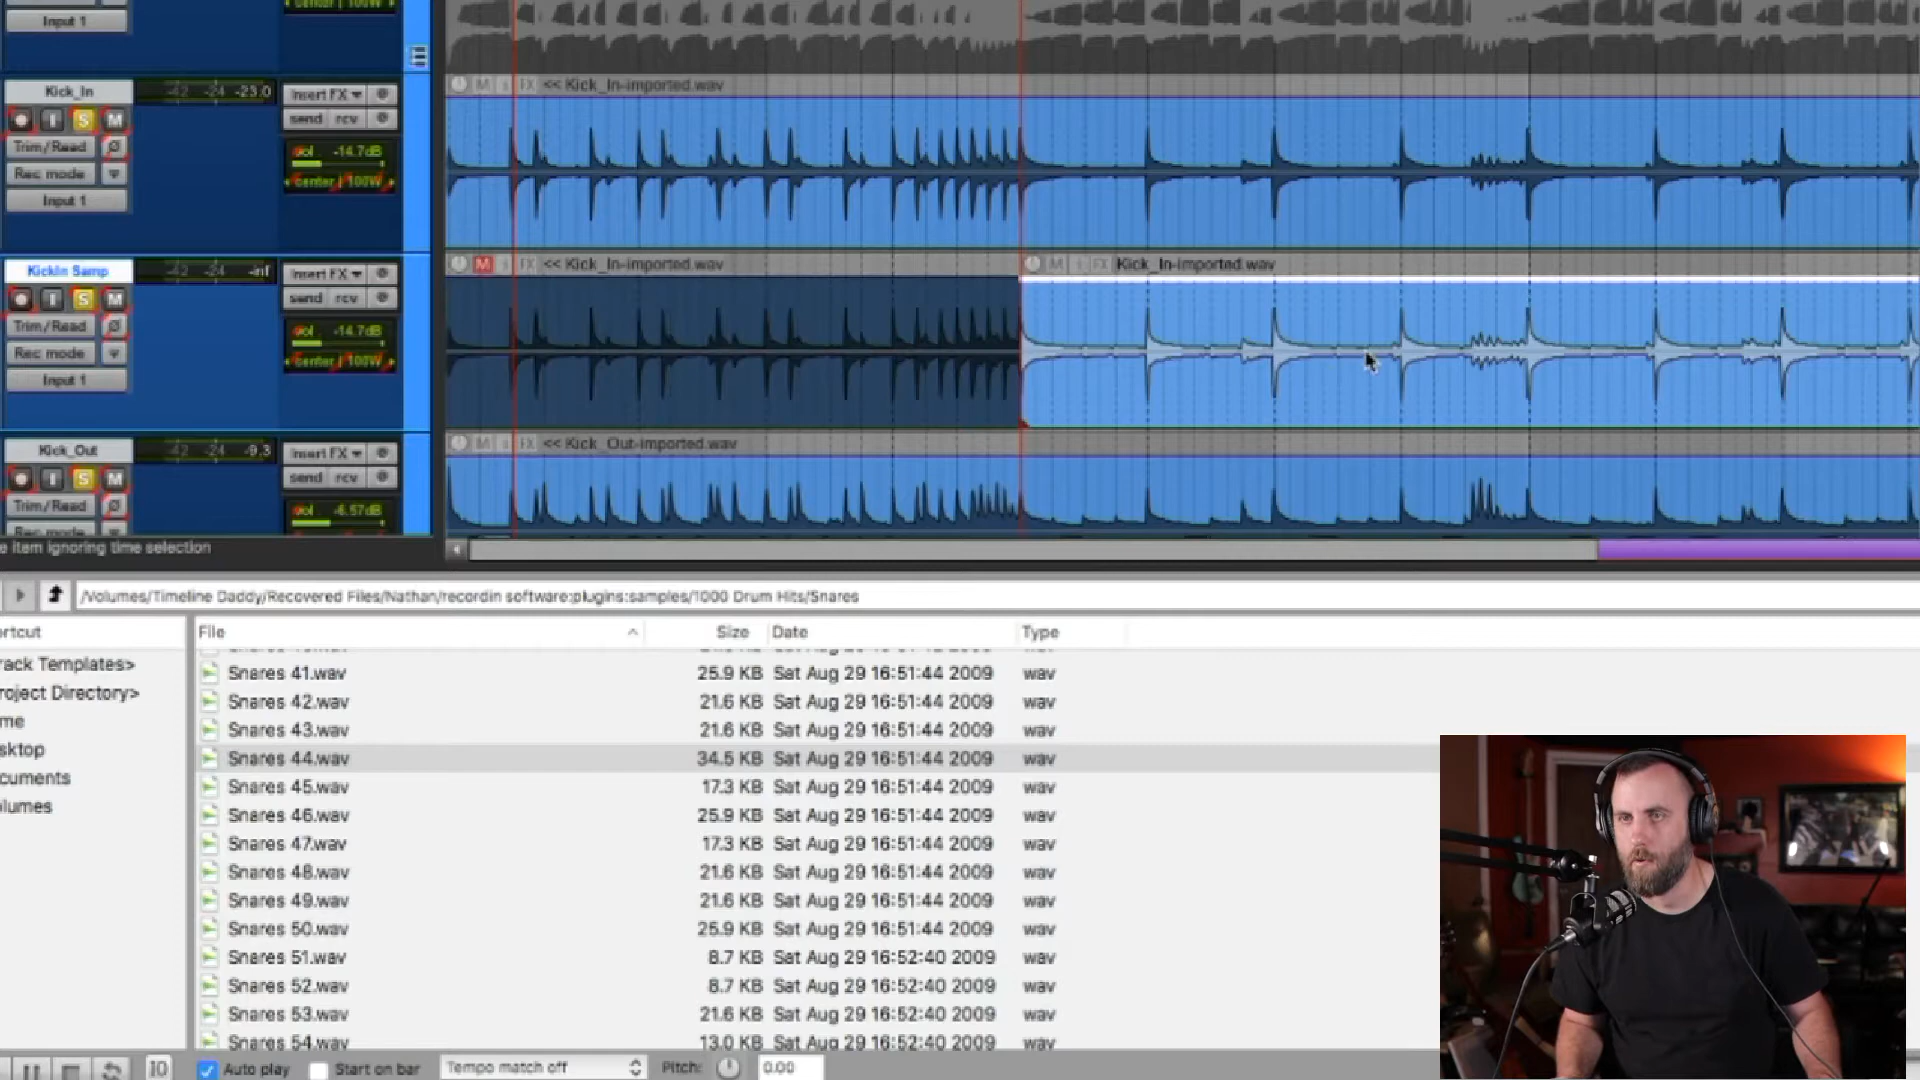 Input 1
Kick_In
-42 -24 -23.0
Insert FX
M FX << Kick_In-imported.wav
I S M
send rcv
Trim/Read Ø
vol -14.7dB
Rec mode
center | 100W
Input 1
KickIn Samp
-42 -24 -inf
Insert FX
M FX << Kick_In-imported.wav
M FX Kick_In-imported.wav
I S M
send rcv
Trim/Read Ø
vol -14.7dB
Rec mode
center | 100W
Input 1
Kick_Out
-42 -24 -9.3
Insert FX
M FX << Kick_Out-imported.wav
I S M
send rcv
Trim/Read Ø
vol -6.57dB
Rec mode
e item ignoring time selection
/Volumes/Timeline Daddy/Recovered Files/Nathan/recordin software:plugins:samples/1000 Drum Hits/Snares
ortcut
File Size Date Type
rack Templates>
roject Directory>
me
sktop
cuments
olumes
Snares 41.wav 25.9 KB Sat Aug 29 16:51:44 2009 wav
Snares 42.wav 21.6 KB Sat Aug 29 16:51:44 2009 wav
Snares 43.wav 21.6 KB Sat Aug 29 16:51:44 2009 wav
Snares 44.wav 34.5 KB Sat Aug 29 16:51:44 2009 wav
Snares 45.wav 17.3 KB Sat Aug 29 16:51:44 2009 wav
Snares 46.wav 25.9 KB Sat Aug 29 16:51:44 2009 wav
Snares 47.wav 17.3 KB Sat Aug 29 16:51:44 2009 wav
Snares 48.wav 21.6 KB Sat Aug 29 16:51:44 2009 wav
Snares 49.wav 21.6 KB Sat Aug 29 16:51:44 2009 wav
Snares 50.wav 25.9 KB Sat Aug 29 16:51:44 2009 wav
Snares 51.wav 8.7 KB Sat Aug 29 16:52:40 2009 wav
Snares 52.wav 8.7 KB Sat Aug 29 16:52:40 2009 wav
Snares 53.wav 21.6 KB Sat Aug 29 16:52:40 2009 wav
Snares 54.wav 13.0 KB Sat Aug 29 16:52:40 2009 wav
Auto play Start on bar Tempo match off Pitch: 0.00